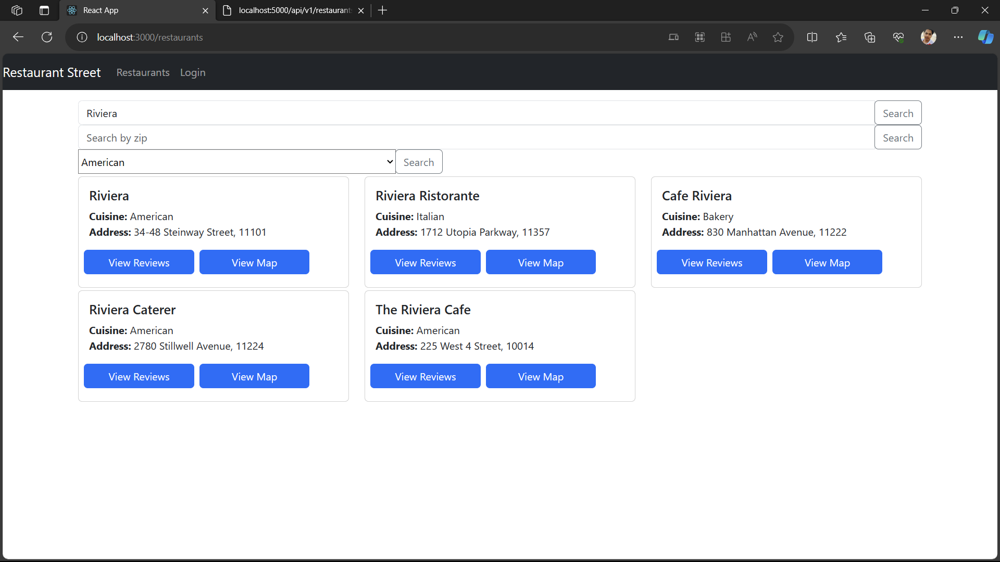 React App
localhost:5000/api/v1/restaurant
localhost:3000/restaurants
Restaurant Street Restaurants Login
Riviera Search
Search by zip Search
American Search
Riviera
Cuisine: American
Address: 34-48 Steinway Street, 11101
View Reviews View Map
Riviera Ristorante
Cuisine: Italian
Address: 1712 Utopia Parkway, 11357
View Reviews View Map
Cafe Riviera
Cuisine: Bakery
Address: 830 Manhattan Avenue, 11222
View Reviews View Map
Riviera Caterer
Cuisine: American
Address: 2780 Stillwell Avenue, 11224
View Reviews View Map
The Riviera Cafe
Cuisine: American
Address: 225 West 4 Street, 10014
View Reviews View Map